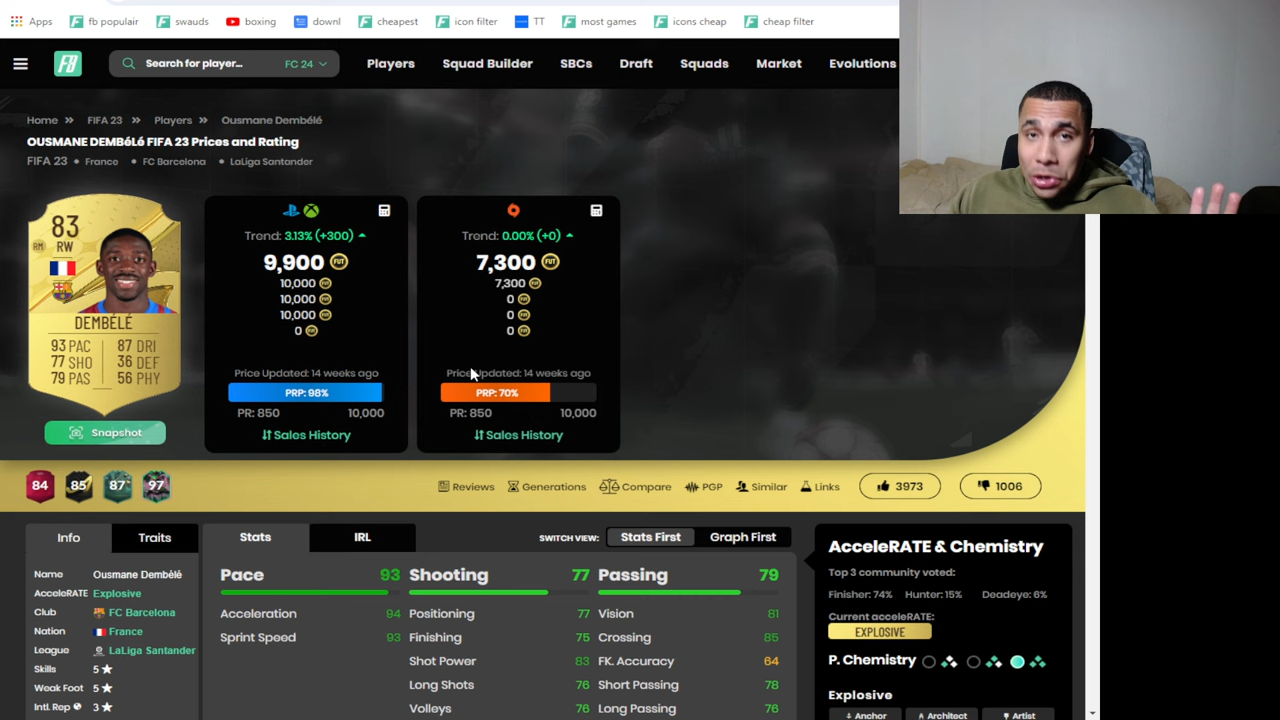 Apps fb populair swauds boxing downl cheapest icon filter TT most games icons cheap cheap filter
FB Search for player... FC 24 Players Squad Builder SBCs Draft Squads Market Evolutions
Home » FIFA 23 » Players » Ousmane Dembélé
OUSMANE DEMBéLé FIFA 23 Prices and Rating
FIFA 23 • France • FC Barcelona • LaLiga Santander
83
RM RW
DEMBÉLÉ
93 PAC 87 DRI
77 SHO 36 DEF
79 PAS 56 PHY
Snapshot
Trend: 3.13% (+300)
9,900 FUT
10,000
10,000
10,000
0
Price Updated: 14 weeks ago
PRP: 98%
PR: 850 10,000
Sales History
Trend: 0.00% (+0)
7,300 FUT
7,300
0
0
0
Price Updated: 14 weeks ago
PRP: 70%
PR: 850 10,000
Sales History
84 85 87 97 Reviews Generations Compare PGP Similar Links 3973 1006
Info Traits
Name Ousmane Dembélé
AcceleRATE Explosive
Club FC Barcelona
Nation France
League LaLiga Santander
Skills 5 ★
Weak Foot 5 ★
Intl. Rep 3 ★
Stats IRL SWITCH VIEW: Stats First Graph First
Pace 93
Acceleration 94
Sprint Speed 93
Shooting 77
Positioning 77
Finishing 75
Shot Power 83
Long Shots 76
Volleys 76
Passing 79
Vision 81
Crossing 85
FK. Accuracy 64
Short Passing 78
Long Passing 76
AcceleRATE & Chemistry
Top 3 community voted:
Finisher: 74% Hunter: 15% Deadeye: 6%
Current acceleRATE:
EXPLOSIVE
P. Chemistry
Explosive
Anchor Architect Artist